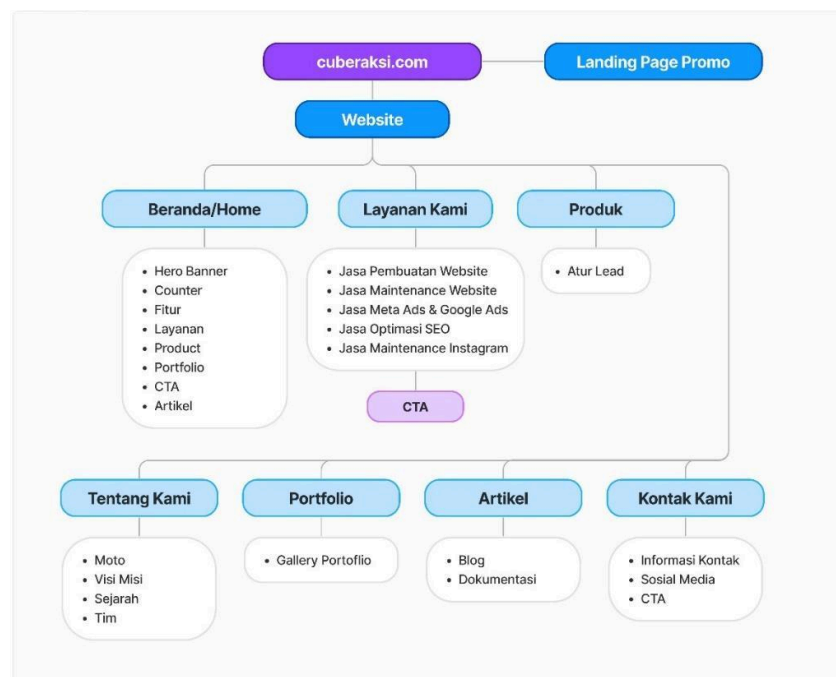 cuberaksi.com
Landing Page Promo
Website
Beranda/Home
Layanan Kami
Produk
• Hero Banner
• Counter
• Fitur
• Layanan
• Product
• Portfolio
• CTA
• Artikel
• Jasa Pembuatan Website
• Jasa Maintenance Website
• Jasa Meta Ads & Google Ads
• Jasa Optimasi SEO
• Jasa Maintenance Instagram
• Atur Lead
CTA
Tentang Kami
Portfolio
Artikel
Kontak Kami
• Moto
• Visi Misi
• Sejarah
• Tim
• Gallery Portoflio
• Blog
• Dokumentasi
• Informasi Kontak
• Sosial Media
• CTA